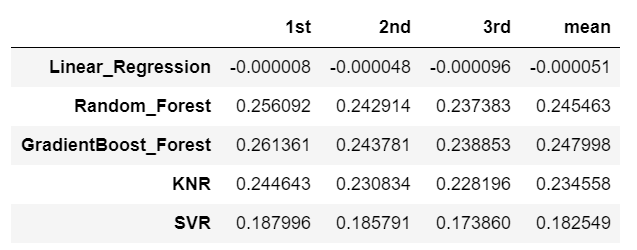 1st 2nd 3rd mean
Linear_Regression -0.000008 -0.000048 -0.000096 -0.000051
Random_Forest 0.256092 0.242914 0.237383 0.245463
GradientBoost_Forest 0.261361 0.243781 0.238853 0.247998
KNR 0.244643 0.230834 0.228196 0.234558
SVR 0.187996 0.185791 0.173860 0.182549